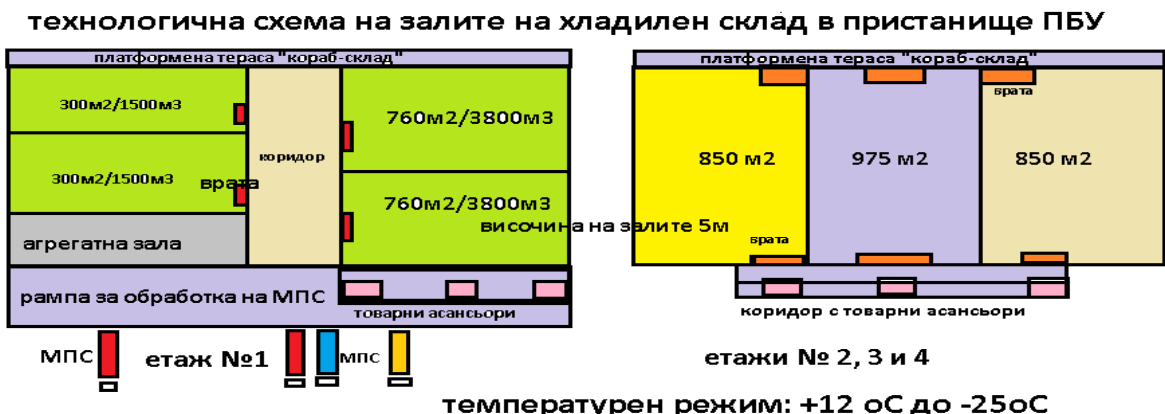 технологична схема на залите на хладилен склад в пристанище ПБУ
платформена тераса "кораб-склад"
300м2/1500м3
760м2/3800м3
коридор
300м2/1500м3
врата
760м2/3800м3
височина на залите 5м
агрегатна зала
рампа за обработка на МПС
товарни асансьори
МПС
етаж №1
МПС
платформена тераса "кораб-склад"
врата
850 м2
975 м2
850 м2
врата
коридор с товарни асансьори
етажи № 2, 3 и 4
температурен режим: +12 оС до -25оС